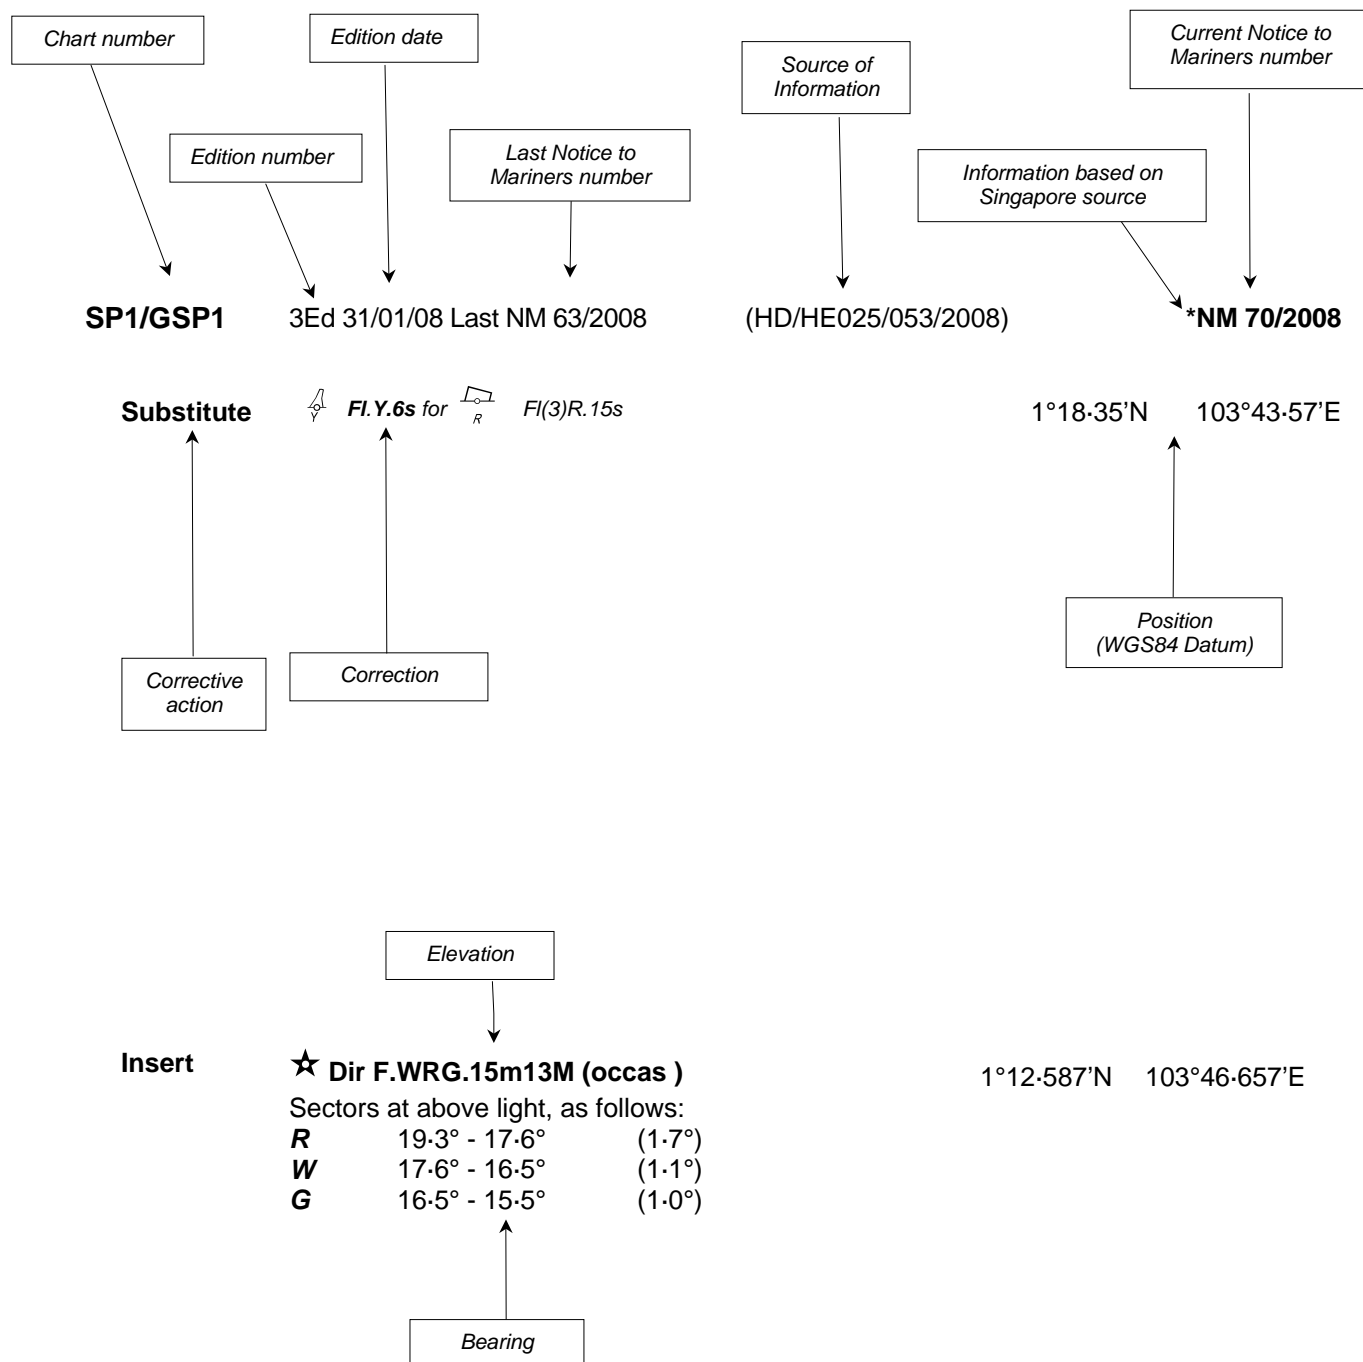 Chart number
Edition date
Source of
Information
Current Notice to
Mariners number
Edition number
Last Notice to
Mariners number
Information based on
Singapore source
SP1/GSP1 3Ed 31/01/08 Last NM 63/2008 (HD/HE025/053/2008) *NM 70/2008
Substitute Y Fl.Y.6s for R Fl(3)R.15s 1°18·35’N 103°43·57’E
Position
(WGS84 Datum)
Corrective
action
Correction
Elevation
Insert Dir F.WRG.15m13M (occas ) 1°12·587’N 103°46·657’E
Sectors at above light, as follows:
R 19·3° - 17·6° (1·7°)
W 17·6° - 16·5° (1·1°)
G 16·5° - 15·5° (1·0°)
Bearing